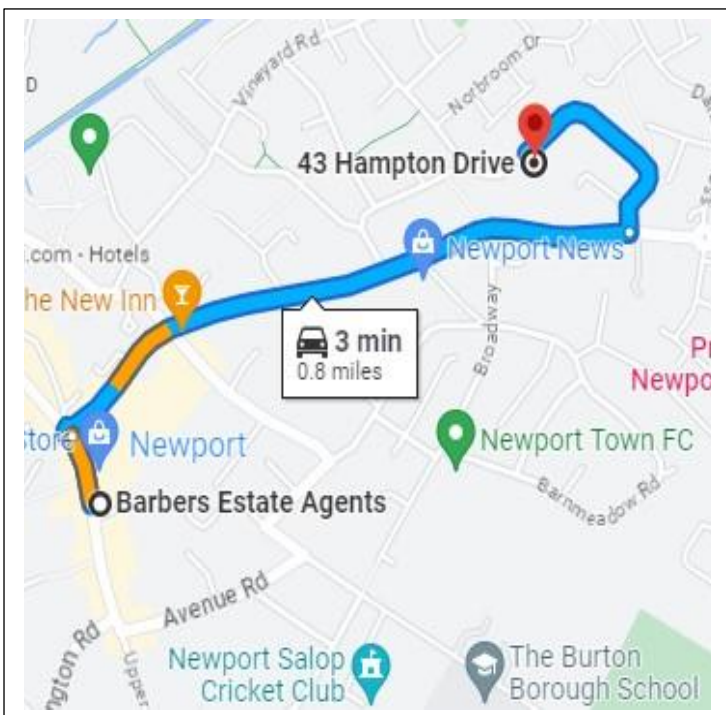 D
Vineyard Rd
Norbroom Dr
43 Hampton Drive
.com - Hotels
he New Inn
Newport News
3 min
0.8 miles
Broadway
Pr
Newpo
Store
Newport
Newport Town FC
Barbers Estate Agents
Barnmeadow Rd
Avenue Rd
ngton Rd
Upper
Newport Salop
Cricket Club
The Burton
Borough School